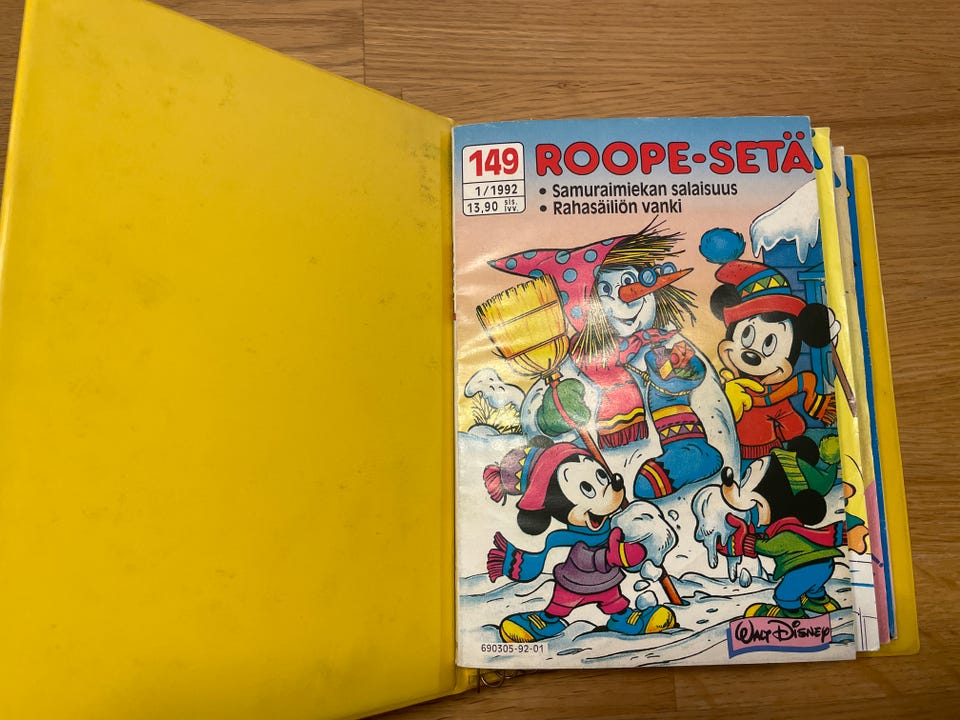 149
1/1992
13,90 sis. lvv.
ROOPE-SETÄ
• Samuraimiekan salaisuus
• Rahasäiliön vanki
WALT DISNEY
690305-92-01